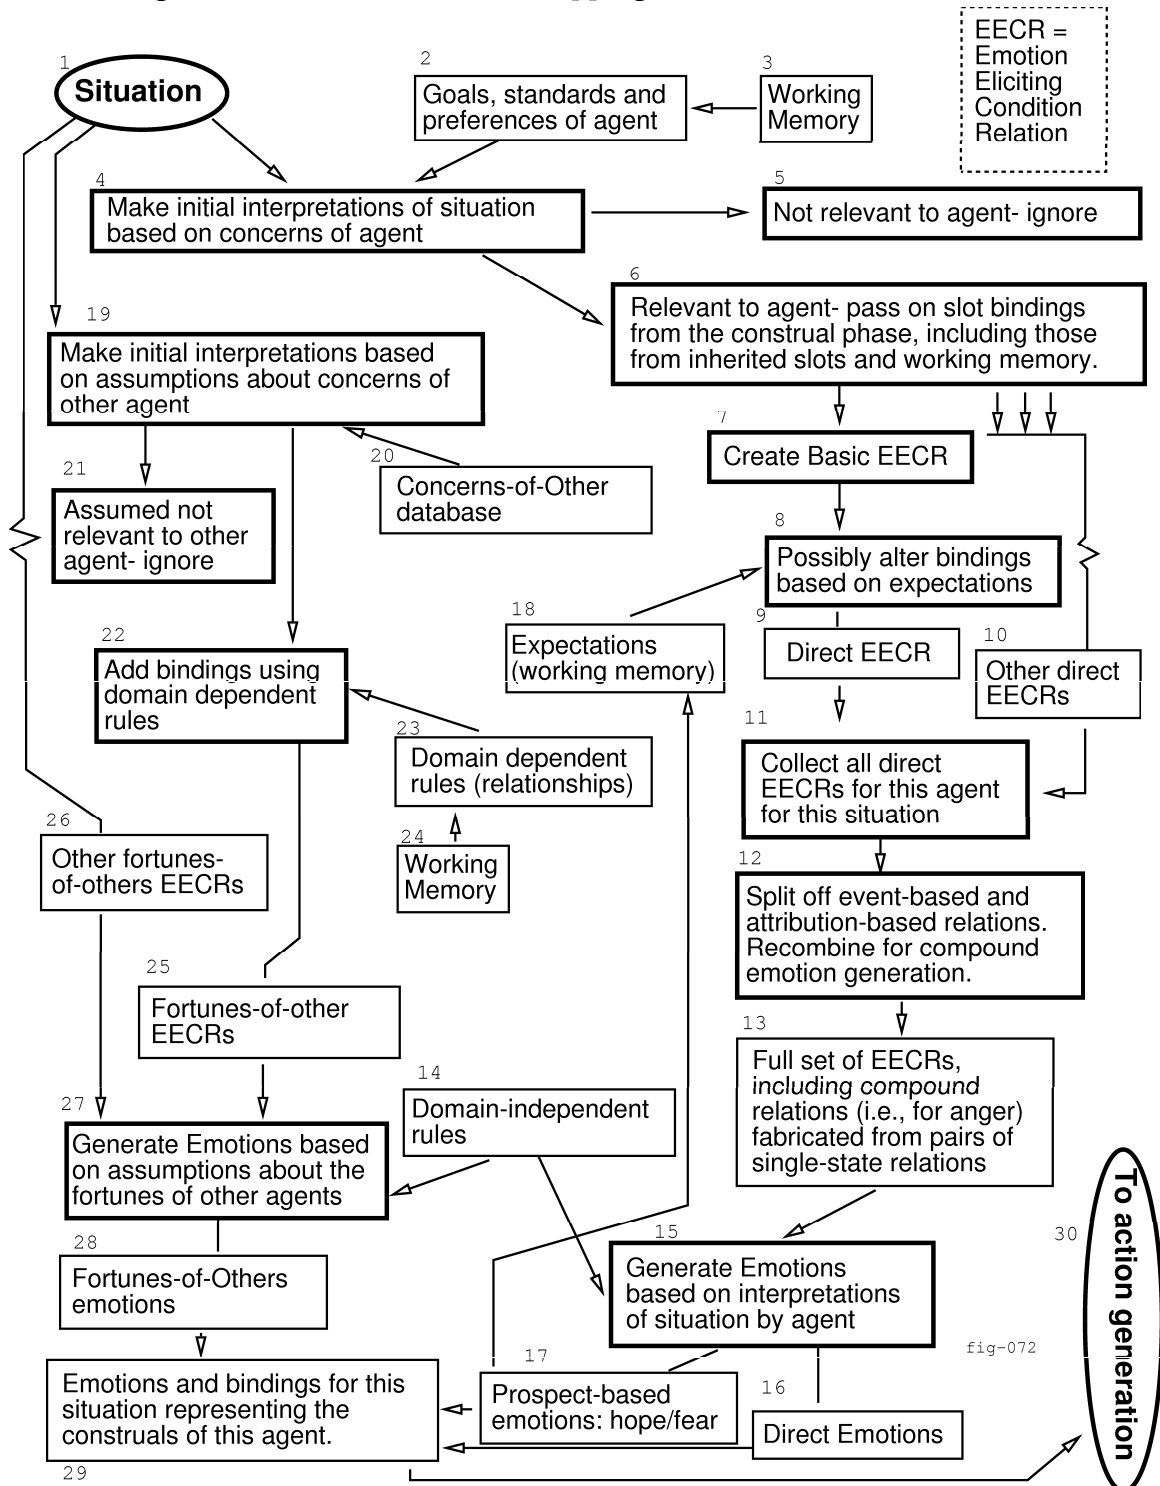 EECR =
Emotion
Eliciting
Condition
Relation
1
Situation
2
Goals, standards and
preferences of agent
3
Working
Memory
4
Make initial interpretations of situation
based on concerns of agent
5
Not relevant to agent- ignore
6
Relevant to agent- pass on slot bindings
from the construal phase, including those
from inherited slots and working memory.
19
Make initial interpretations based
on assumptions about concerns of
other agent
7
Create Basic EECR
20
Concerns-of-Other
database
21
Assumed not
relevant to other
agent- ignore
8
Possibly alter bindings
based on expectations
18
Expectations
(working memory)
9
Direct EECR
10
Other direct
EECRs
22
Add bindings using
domain dependent
rules
23
Domain dependent
rules (relationships)
11
Collect all direct
EECRs for this agent
for this situation
24
Working
Memory
26
Other fortunes-
of-others EECRs
12
Split off event-based and
attribution-based relations.
Recombine for compound
emotion generation.
25
Fortunes-of-other
EECRs
13
Full set of EECRs,
including compound
relations (i.e., for anger)
fabricated from pairs of
single-state relations
14
Domain-independent
rules
27
Generate Emotions based
on assumptions about the
fortunes of other agents
15
Generate Emotions
based on interpretations
of situation by agent
28
Fortunes-of-Others
emotions
30
To action generation
fig-072
17
Prospect-based
emotions: hope/fear
16
Direct Emotions
Emotions and bindings for this
situation representing the
construals of this agent.
29